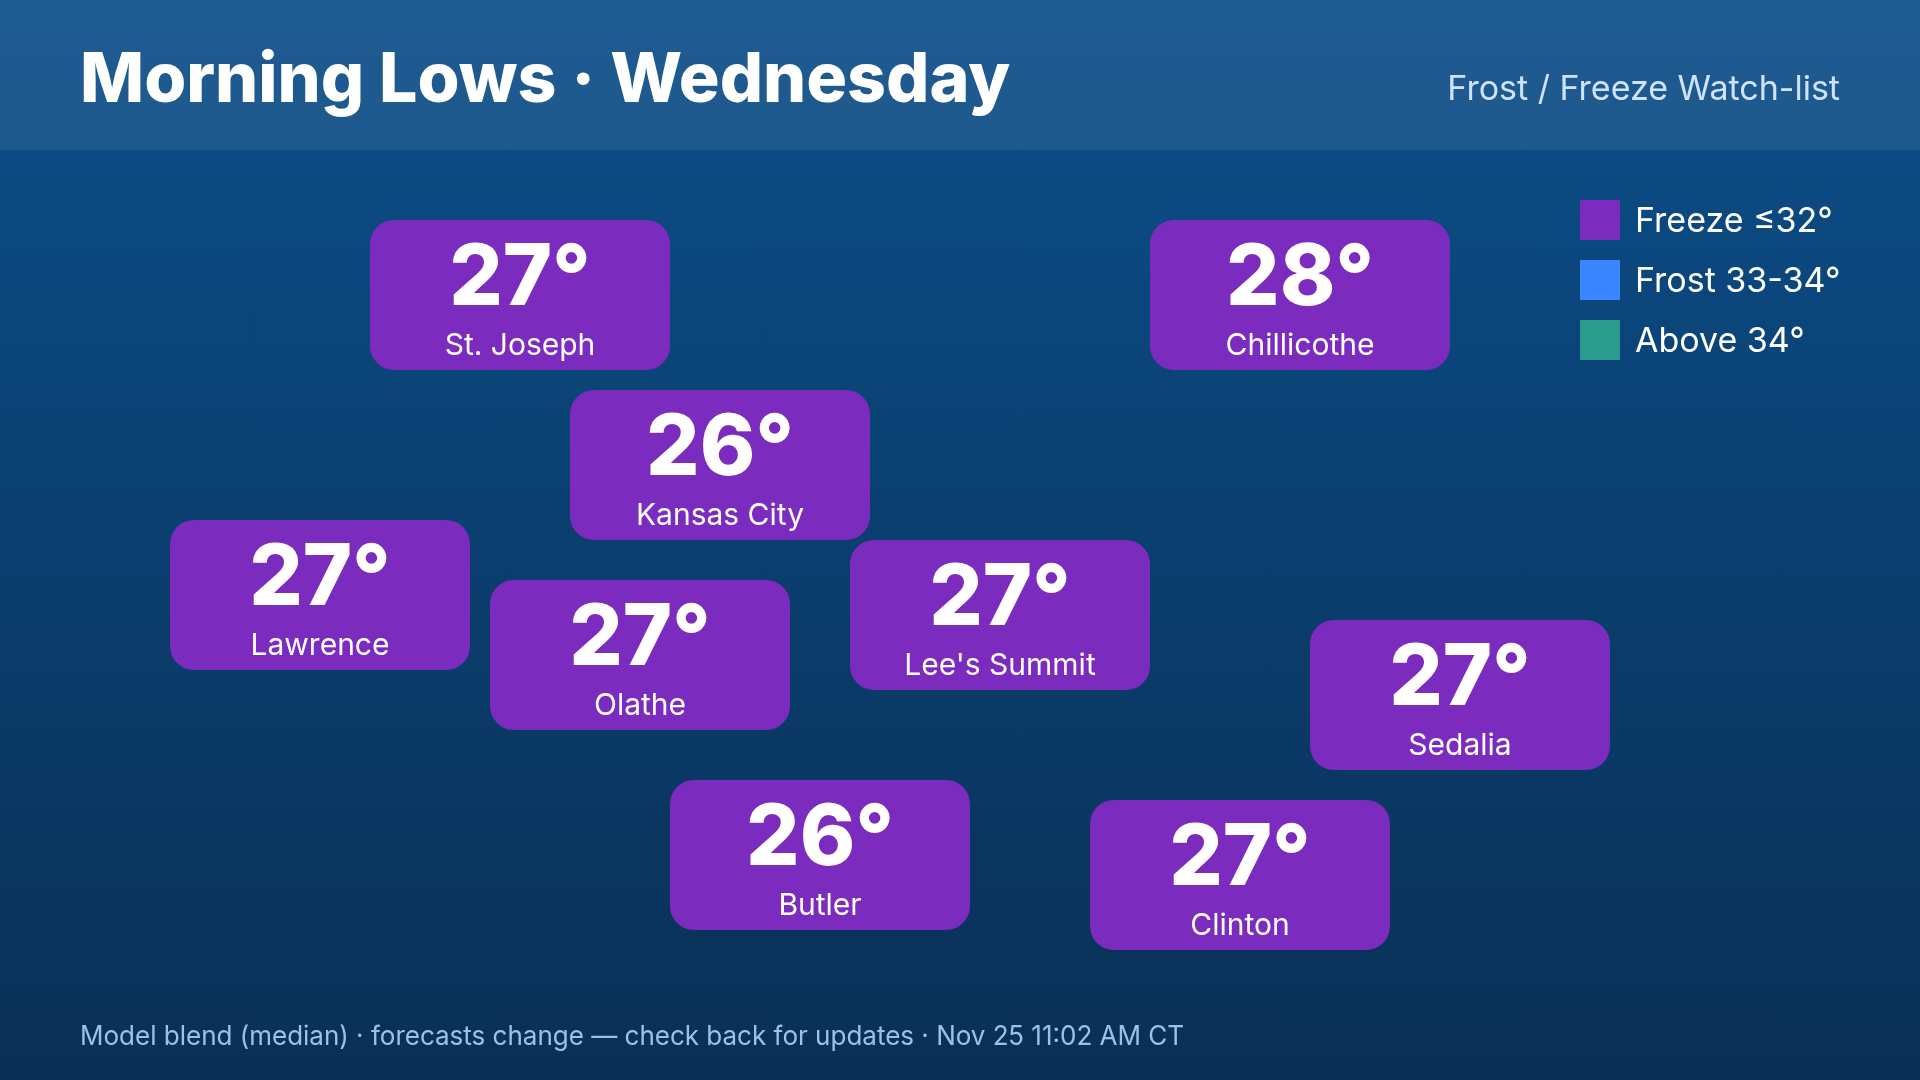 Morning Lows · Wednesday
Frost / Freeze Watch-list
Freeze ≤32°
Frost 33-34°
Above 34°
27°
St. Joseph
28°
Chillicothe
26°
Kansas City
27°
Lawrence
27°
Olathe
27°
Lee's Summit
27°
Sedalia
26°
Butler
27°
Clinton
Model blend (median) · forecasts change — check back for updates · Nov 25 11:02 AM CT